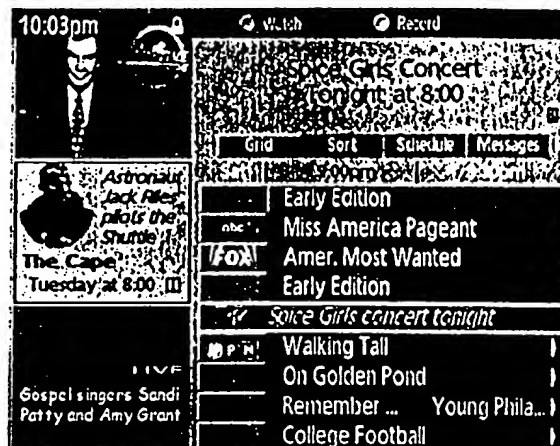 10:03pm
Watch
Record
Spice Girls Concert
Tonight at 8:00
Grid
Sort
Schedule
Messages
9:00pm
Astronaut
Jack Riles
pilots the
Shuttle
The Cape
Tuesday at 8:00
Early Edition
abc
Miss America Pageant
FOX
Amer. Most Wanted
Early Edition
Spice Girls concert tonight
Walking Tall
On Golden Pond
Remember ... Young Phila...
College Football
LIVE
Gospel singers Sandi
Patty and Amy Grant